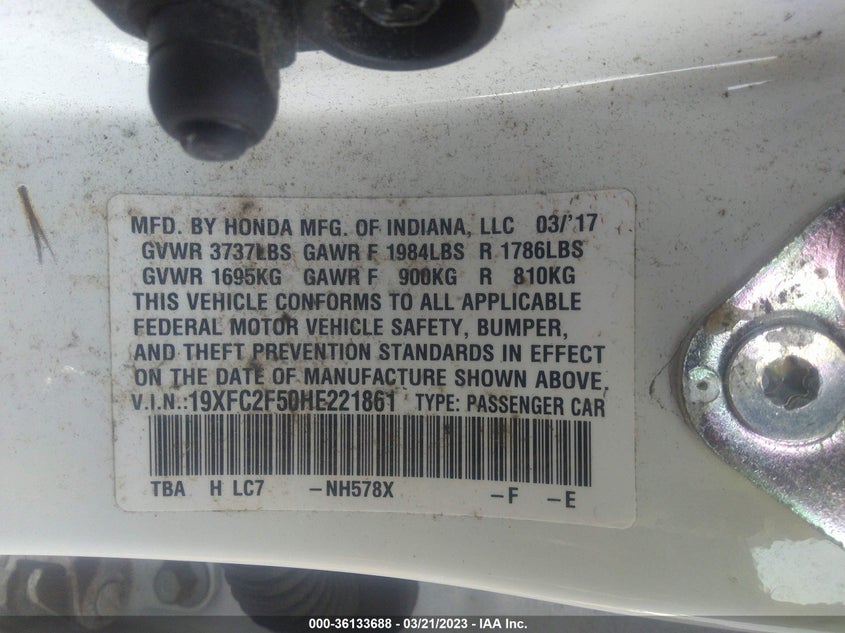 MFD. BY HONDA MFG. OF INDIANA, LLC 03/'17
GVWR 3737LBS GAWR F 1984LBS R 1786LBS
GVWR 1695KG GAWR F 900KG R 810KG
THIS VEHICLE CONFORMS TO ALL APPLICABLE
FEDERAL MOTOR VEHICLE SAFETY, BUMPER,
AND THEFT PREVENTION STANDARDS IN EFFECT
ON THE DATE OF MANUFACTURE SHOWN ABOVE.
V.I.N.:19XFC2F50HE221861 TYPE: PASSENGER CAR
TBA H LC7 -NH578X -F -E
000-36133688 - 03/21/2023 - IAA Inc.